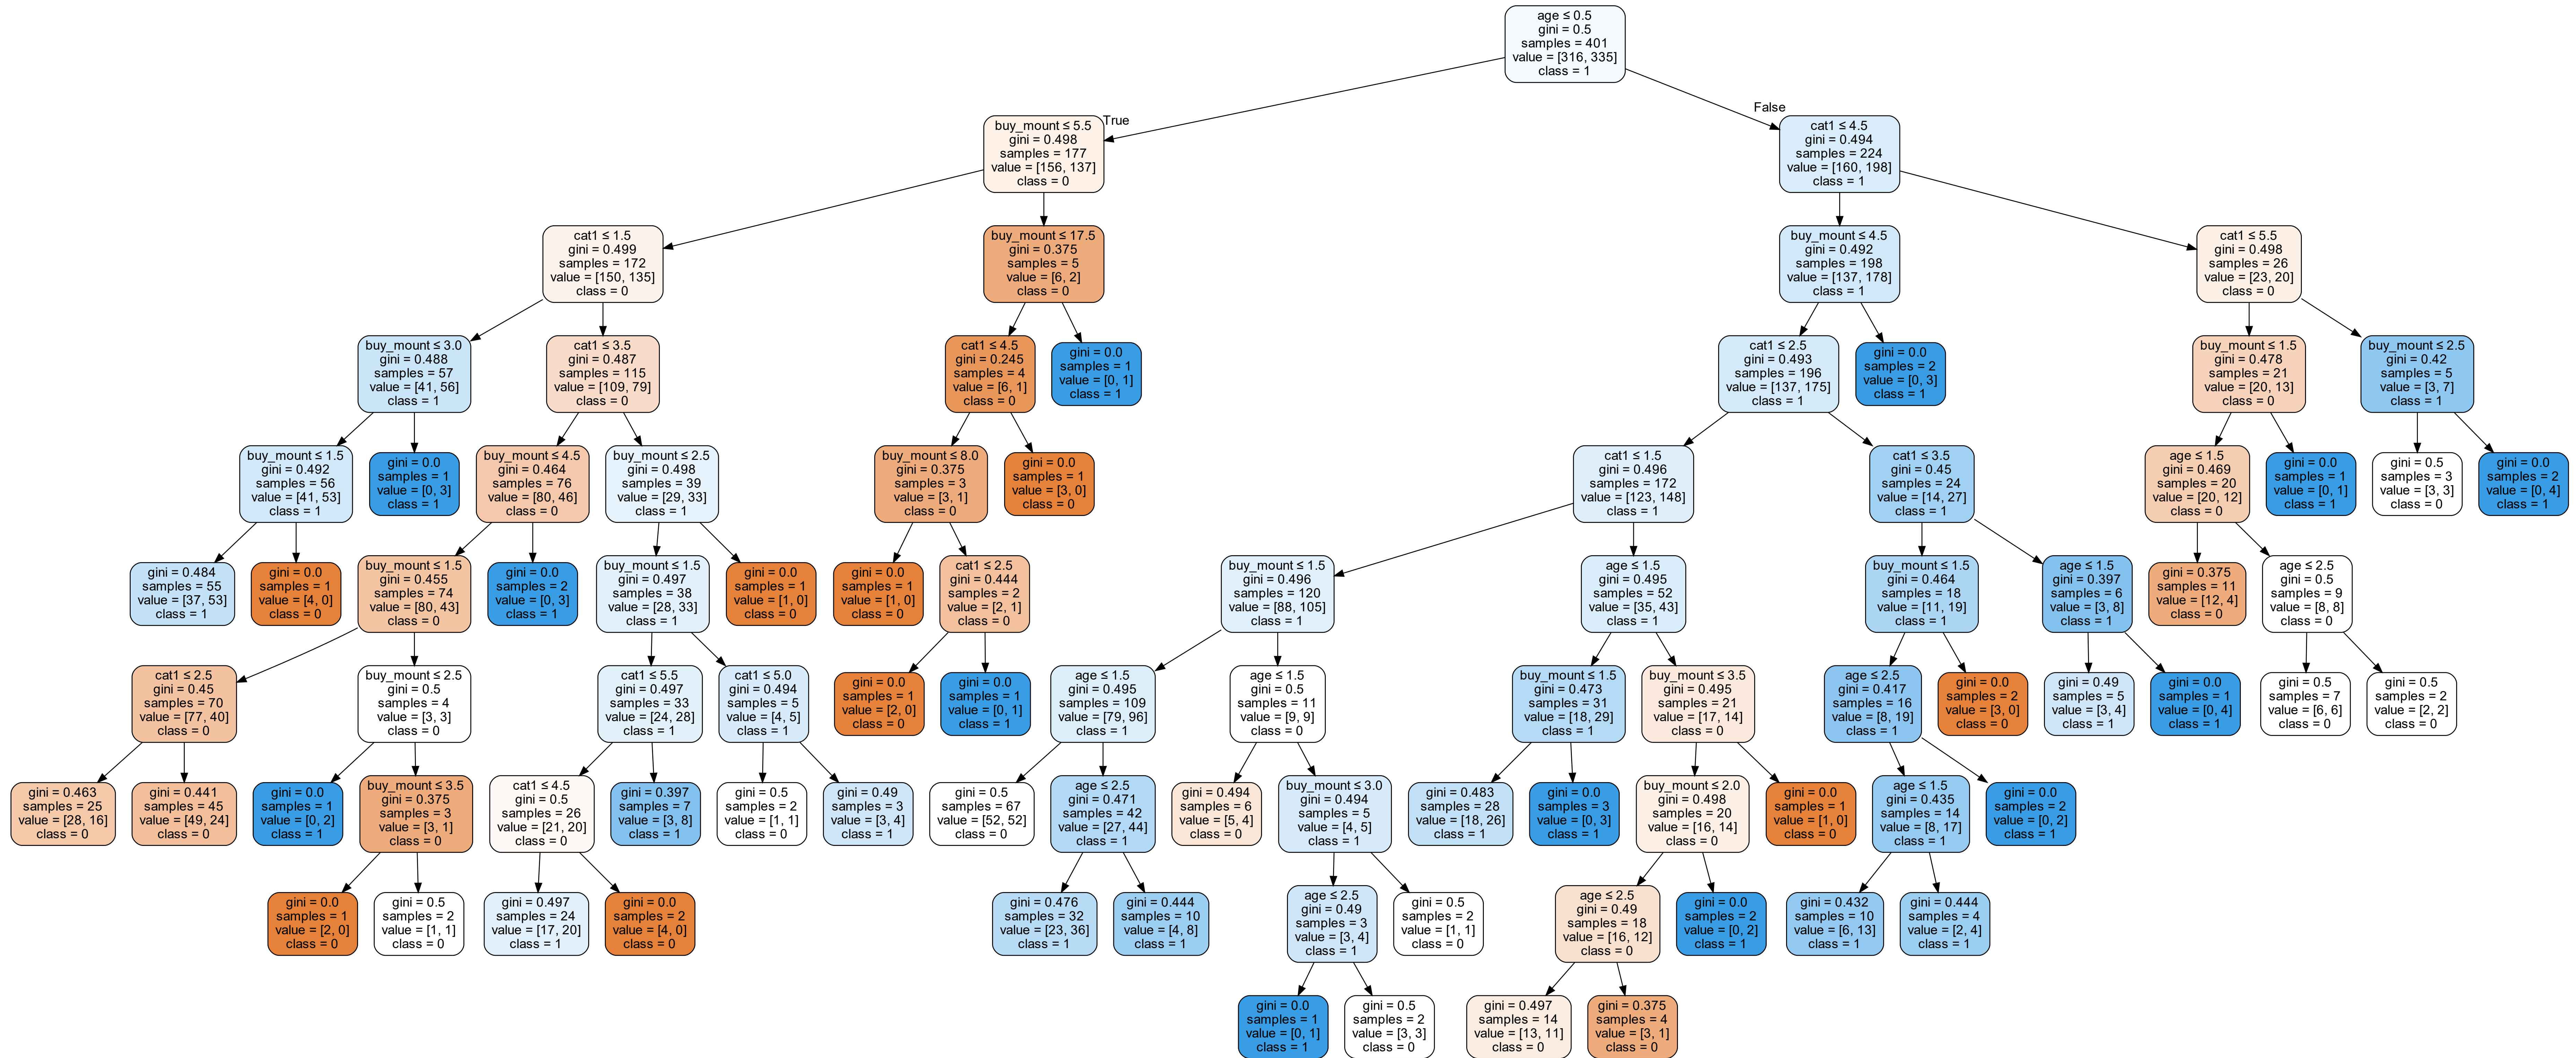 age ≤ 0.5
gini = 0.5
samples = 401
value = [316, 335]
class = 1
True
False
buy_mount ≤ 5.5
gini = 0.498
samples = 177
value = [156, 137]
class = 0
cat1 ≤ 4.5
gini = 0.494
samples = 224
value = [160, 198]
class = 1
cat1 ≤ 1.5
gini = 0.499
samples = 172
value = [150, 135]
class = 0
buy_mount ≤ 17.5
gini = 0.375
samples = 5
value = [6, 2]
class = 0
buy_mount ≤ 4.5
gini = 0.492
samples = 198
value = [137, 178]
class = 1
cat1 ≤ 5.5
gini = 0.498
samples = 26
value = [23, 20]
class = 0
buy_mount ≤ 3.0
gini = 0.488
samples = 57
value = [41, 56]
class = 1
cat1 ≤ 3.5
gini = 0.487
samples = 115
value = [109, 79]
class = 0
cat1 ≤ 4.5
gini = 0.245
samples = 4
value = [6, 1]
class = 0
gini = 0.0
samples = 1
value = [0, 1]
class = 1
cat1 ≤ 2.5
gini = 0.493
samples = 196
value = [137, 175]
class = 1
gini = 0.0
samples = 2
value = [0, 3]
class = 1
buy_mount ≤ 1.5
gini = 0.478
samples = 21
value = [20, 13]
class = 0
buy_mount ≤ 2.5
gini = 0.42
samples = 5
value = [3, 7]
class = 1
buy_mount ≤ 1.5
gini = 0.492
samples = 56
value = [41, 53]
class = 1
gini = 0.0
samples = 1
value = [0, 3]
class = 1
buy_mount ≤ 4.5
gini = 0.464
samples = 76
value = [80, 46]
class = 0
buy_mount ≤ 2.5
gini = 0.498
samples = 39
value = [29, 33]
class = 1
buy_mount ≤ 8.0
gini = 0.375
samples = 3
value = [3, 1]
class = 0
gini = 0.0
samples = 1
value = [3, 0]
class = 0
cat1 ≤ 1.5
gini = 0.496
samples = 172
value = [123, 148]
class = 1
cat1 ≤ 3.5
gini = 0.45
samples = 24
value = [14, 27]
class = 1
age ≤ 1.5
gini = 0.469
samples = 20
value = [20, 12]
class = 0
gini = 0.0
samples = 1
value = [0, 1]
class = 1
gini = 0.5
samples = 3
value = [3, 3]
class = 0
gini = 0.0
samples = 2
value = [0, 4]
class = 1
gini = 0.484
samples = 55
value = [37, 53]
class = 1
gini = 0.0
samples = 1
value = [4, 0]
class = 0
buy_mount ≤ 1.5
gini = 0.455
samples = 74
value = [80, 43]
class = 0
gini = 0.0
samples = 2
value = [0, 3]
class = 1
buy_mount ≤ 1.5
gini = 0.497
samples = 38
value = [28, 33]
class = 1
gini = 0.0
samples = 1
value = [1, 0]
class = 0
gini = 0.0
samples = 1
value = [1, 0]
class = 0
cat1 ≤ 2.5
gini = 0.444
samples = 2
value = [2, 1]
class = 0
buy_mount ≤ 1.5
gini = 0.496
samples = 120
value = [88, 105]
class = 1
age ≤ 1.5
gini = 0.495
samples = 52
value = [35, 43]
class = 1
buy_mount ≤ 1.5
gini = 0.464
samples = 18
value = [11, 19]
class = 1
age ≤ 1.5
gini = 0.397
samples = 6
value = [3, 8]
class = 1
gini = 0.375
samples = 11
value = [12, 4]
class = 0
age ≤ 2.5
gini = 0.5
samples = 9
value = [8, 8]
class = 0
cat1 ≤ 2.5
gini = 0.45
samples = 70
value = [77, 40]
class = 0
buy_mount ≤ 2.5
gini = 0.5
samples = 4
value = [3, 3]
class = 0
cat1 ≤ 5.5
gini = 0.497
samples = 33
value = [24, 28]
class = 1
cat1 ≤ 5.0
gini = 0.494
samples = 5
value = [4, 5]
class = 1
gini = 0.0
samples = 1
value = [2, 0]
class = 0
gini = 0.0
samples = 1
value = [0, 1]
class = 1
age ≤ 1.5
gini = 0.495
samples = 109
value = [79, 96]
class = 1
age ≤ 1.5
gini = 0.5
samples = 11
value = [9, 9]
class = 0
buy_mount ≤ 1.5
gini = 0.473
samples = 31
value = [18, 29]
class = 1
buy_mount ≤ 3.5
gini = 0.495
samples = 21
value = [17, 14]
class = 0
age ≤ 2.5
gini = 0.417
samples = 16
value = [8, 19]
class = 1
gini = 0.0
samples = 2
value = [3, 0]
class = 0
gini = 0.49
samples = 5
value = [3, 4]
class = 1
gini = 0.0
samples = 1
value = [0, 4]
class = 1
gini = 0.5
samples = 7
value = [6, 6]
class = 0
gini = 0.5
samples = 2
value = [2, 2]
class = 0
gini = 0.463
samples = 25
value = [28, 16]
class = 0
gini = 0.441
samples = 45
value = [49, 24]
class = 0
gini = 0.0
samples = 1
value = [0, 2]
class = 1
buy_mount ≤ 3.5
gini = 0.375
samples = 3
value = [3, 1]
class = 0
cat1 ≤ 4.5
gini = 0.5
samples = 26
value = [21, 20]
class = 0
gini = 0.397
samples = 7
value = [3, 8]
class = 1
gini = 0.5
samples = 2
value = [1, 1]
class = 0
gini = 0.49
samples = 3
value = [3, 4]
class = 1
gini = 0.5
samples = 67
value = [52, 52]
class = 0
age ≤ 2.5
gini = 0.471
samples = 42
value = [27, 44]
class = 1
gini = 0.494
samples = 6
value = [5, 4]
class = 0
buy_mount ≤ 3.0
gini = 0.494
samples = 5
value = [4, 5]
class = 1
gini = 0.483
samples = 28
value = [18, 26]
class = 1
gini = 0.0
samples = 3
value = [0, 3]
class = 1
buy_mount ≤ 2.0
gini = 0.498
samples = 20
value = [16, 14]
class = 0
gini = 0.0
samples = 1
value = [1, 0]
class = 0
age ≤ 1.5
gini = 0.435
samples = 14
value = [8, 17]
class = 1
gini = 0.0
samples = 2
value = [0, 2]
class = 1
gini = 0.0
samples = 1
value = [2, 0]
class = 0
gini = 0.5
samples = 2
value = [1, 1]
class = 0
gini = 0.497
samples = 24
value = [17, 20]
class = 1
gini = 0.0
samples = 2
value = [4, 0]
class = 0
gini = 0.476
samples = 32
value = [23, 36]
class = 1
gini = 0.444
samples = 10
value = [4, 8]
class = 1
age ≤ 2.5
gini = 0.49
samples = 3
value = [3, 4]
class = 1
gini = 0.5
samples = 2
value = [1, 1]
class = 0
age ≤ 2.5
gini = 0.49
samples = 18
value = [16, 12]
class = 0
gini = 0.0
samples = 2
value = [0, 2]
class = 1
gini = 0.432
samples = 10
value = [6, 13]
class = 1
gini = 0.444
samples = 4
value = [2, 4]
class = 1
gini = 0.0
samples = 1
value = [0, 1]
class = 1
gini = 0.5
samples = 2
value = [3, 3]
class = 0
gini = 0.497
samples = 14
value = [13, 11]
class = 0
gini = 0.375
samples = 4
value = [3, 1]
class = 0